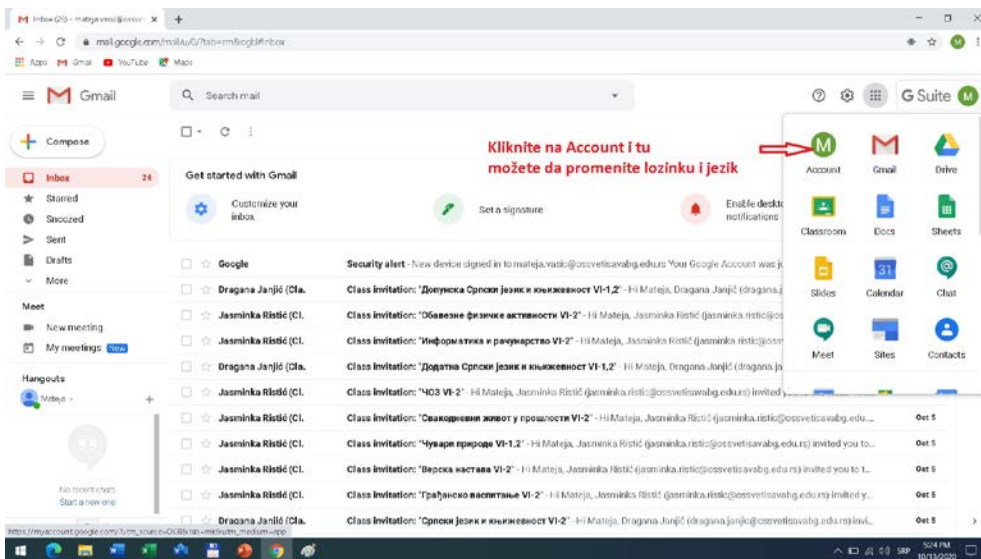 Inbox (26) - mateja.vasic@ossve
mail.google.com/mail/u/0/?tab=rm&ogbl#inbox
Apps Gmail YouTube Maps
Gmail
Search mail
G Suite M
Compose
Inbox 26
Starred
Snoozed
Sent
Drafts
More
Meet
New meeting
My meetings New
Hangouts
Mateja
No recent chats
Start a new one
Kliknite na Account i tu
možete da promenite lozinku i jezik
Get started with Gmail
Customize your
inbox
Set a signature
Enable deskto
notifications
Google Security alert - New device signed in to mateja.vasic@ossvetisavabg.edu.rs Your Google Account was
Dragana Janjić (Cla. Class invitation: "Допунска Српски језик и књижевност VI-1,2" - Hi Mateja, Dragana Janjić (dragana.j
Jasminka Ristić (Cl. Class invitation: "Обавезне физичке активности VI-2" - Hi Mateja, Jasminka Ristić (jasminka.ristic@os
Jasminka Ristić (Cl. Class invitation: "Информатика и рачунарство VI-2" - Hi Mateja, Jasminka Ristić (jasminka.ristic@oss
Dragana Janjić (Cla. Class invitation: "Додатна Српски језик и књижевност VI-1,2" - Hi Mateja, Dragana Janjić (dragana.ja
Jasminka Ristić (Cl. Class invitation: "ЧОЗ VI-2" - Hi Mateja, Jasminka Ristić (jasminka.ristic@ossvetisavabg.edu.rs) invited
Jasminka Ristić (Cl. Class invitation: "Свакодневни живот у прошлости VI-2" - Hi Mateja, Jasminka Ristić (jasminka.ristic@ossvetisavabg.edu.... Oct 5
Jasminka Ristić (Cl. Class invitation: "Чувари природе VI-1,2" - Hi Mateja, Jasminka Ristić (jasminka.ristic@ossvetisavabg.edu.rs) invited you to... Oct 5
Jasminka Ristić (Cl. Class invitation: "Верска настава VI-2" - Hi Mateja, Jasminka Ristić (jasminka.ristic@ossvetisavabg.edu.rs) invited you to t... Oct 5
Jasminka Ristić (Cl. Class invitation: "Грађанско васпитање VI-2" - Hi Mateja, Jasminka Ristić (jasminka.ristic@ossvetisavabg.edu.rs) invited y... Oct 5
Dragana Janjić (Cla. Class invitation: "Српски језик и књижевност VI-2" - Hi Mateja, Dragana Janjić (dragana.janjic@ossvetisavabg.edu.rs) invi... Oct 5
M
Account Gmail Drive
Classroom Docs Sheets
31
Slides Calendar Chat
Meet Sites Contacts
SRP
5:24 PM
10/13/2020